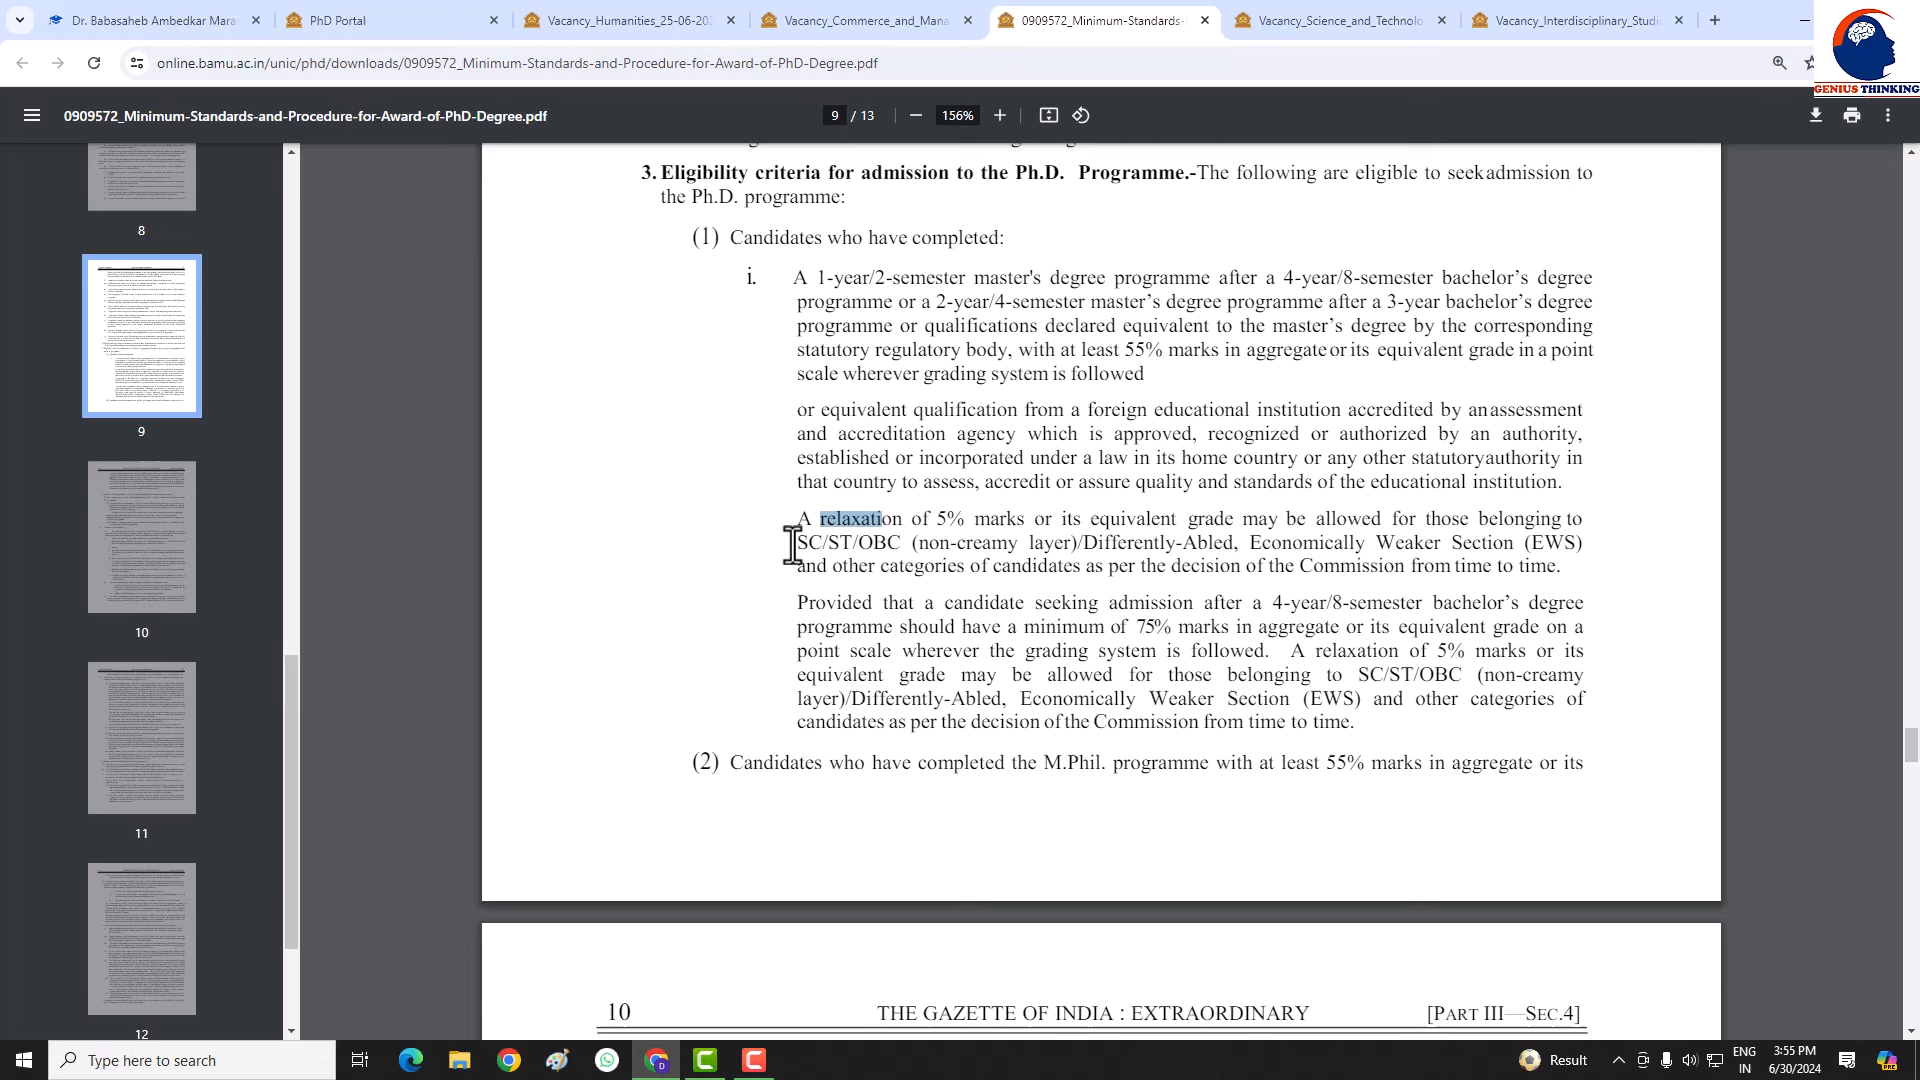 Dr. Babasaheb Ambedkar Mara
PhD Portal
Vacancy_Humanities_25-06-202
Vacancy_Commerce_and_Mana
0909572_Minimum-Standards-
Vacancy_Science_and_Technolo
Vacancy_Interdisciplinary_Studi
online.bamu.ac.in/unic/phd/downloads/0909572_Minimum-Standards-and-Procedure-for-Award-of-PhD-Degree.pdf
GENIUS THINKING
0909572_Minimum-Standards-and-Procedure-for-Award-of-PhD-Degree.pdf
9 / 13
156%
8
9
10
11
12
3. Eligibility criteria for admission to the Ph.D. Programme.-The following are eligible to seekadmission to
the Ph.D. programme:
(1) Candidates who have completed:
i. A 1-year/2-semester master's degree programme after a 4-year/8-semester bachelor’s degree
programme or a 2-year/4-semester master’s degree programme after a 3-year bachelor’s degree
programme or qualifications declared equivalent to the master’s degree by the corresponding
statutory regulatory body, with at least 55% marks in aggregate or its equivalent grade in a point
scale wherever grading system is followed
or equivalent qualification from a foreign educational institution accredited by an assessment
and accreditation agency which is approved, recognized or authorized by an authority,
established or incorporated under a law in its home country or any other statutory authority in
that country to assess, accredit or assure quality and standards of the educational institution.
A relaxation of 5% marks or its equivalent grade may be allowed for those belonging to
SC/ST/OBC (non-creamy layer)/Differently-Abled, Economically Weaker Section (EWS)
and other categories of candidates as per the decision of the Commission from time to time.
Provided that a candidate seeking admission after a 4-year/8-semester bachelor’s degree
programme should have a minimum of 75% marks in aggregate or its equivalent grade on a
point scale wherever the grading system is followed. A relaxation of 5% marks or its
equivalent grade may be allowed for those belonging to SC/ST/OBC (non-creamy
layer)/Differently-Abled, Economically Weaker Section (EWS) and other categories of
candidates as per the decision of the Commission from time to time.
(2) Candidates who have completed the M.Phil. programme with at least 55% marks in aggregate or its
10 THE GAZETTE OF INDIA : EXTRAORDINARY [PART III—SEC.4]
Type here to search
Result
ENG
IN
3:55 PM
6/30/2024